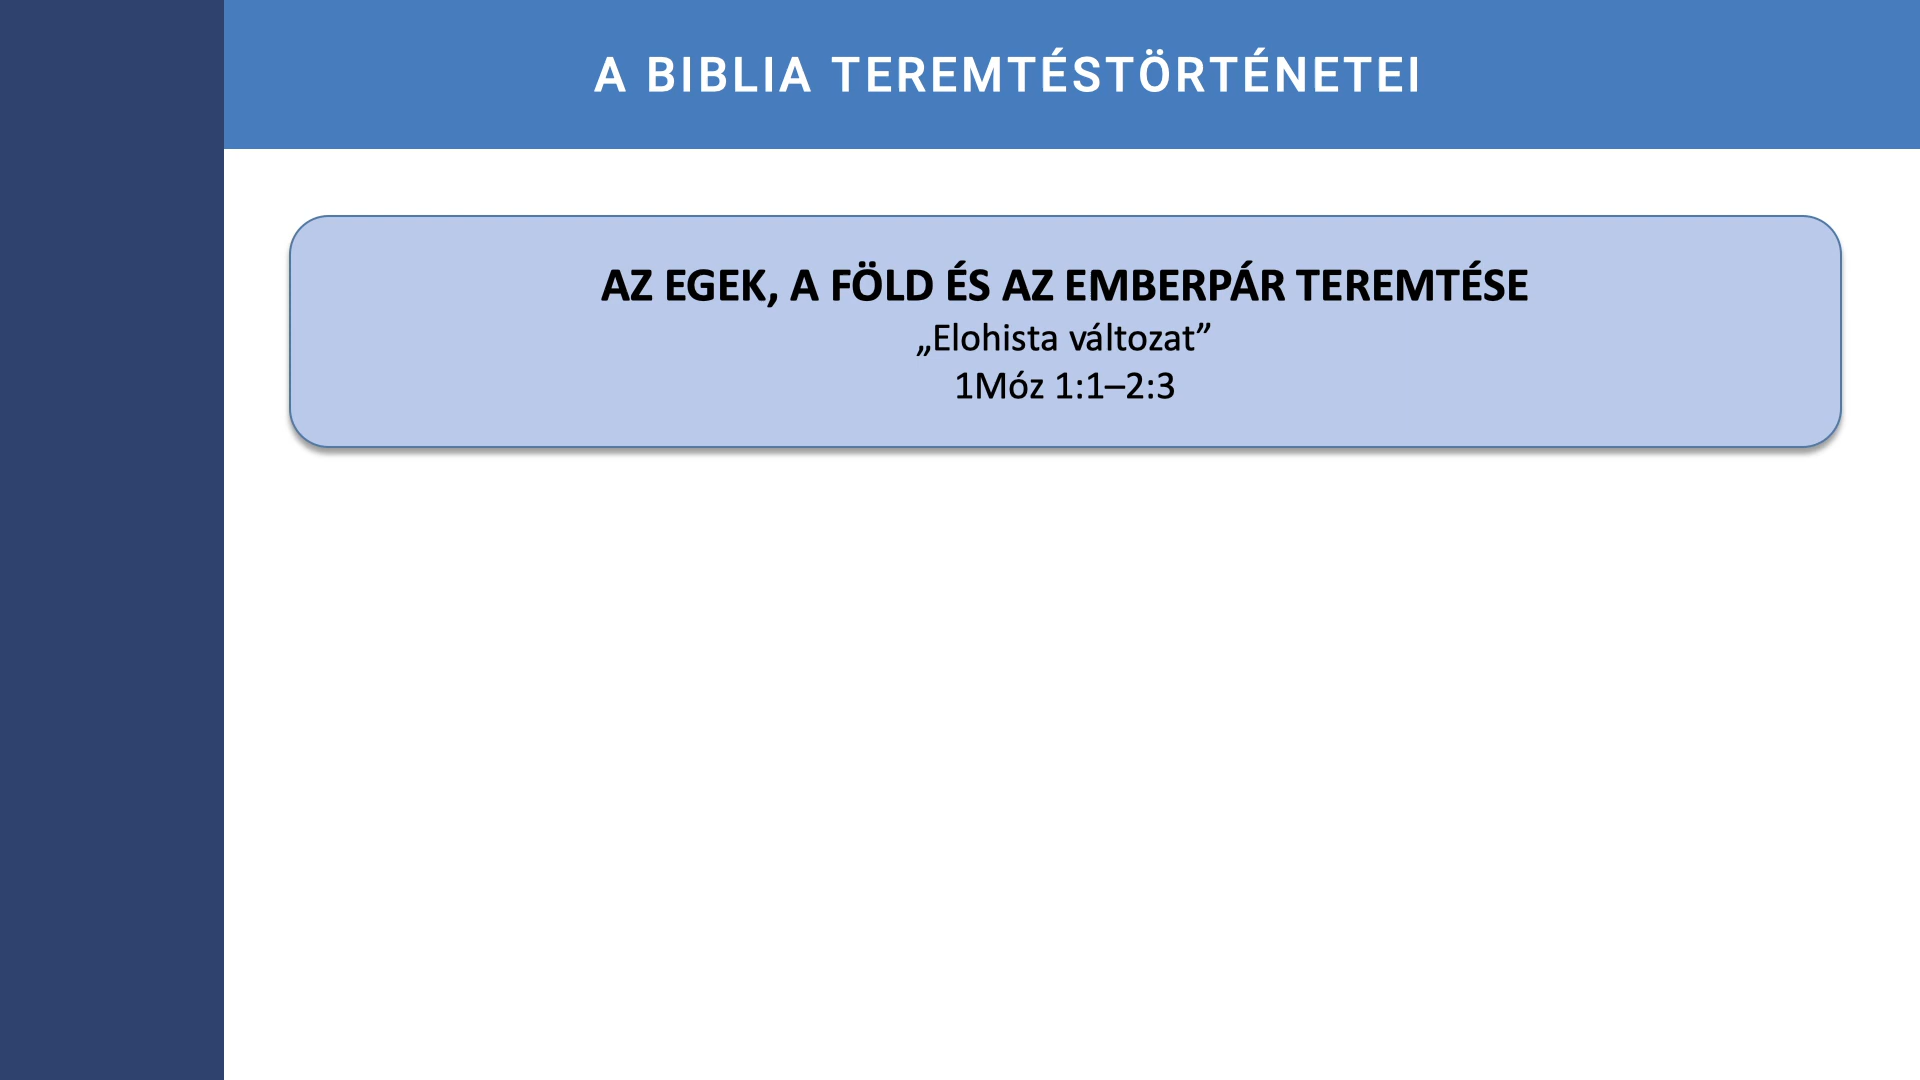 A BIBLIA TEREMTÉSTÖRTÉNETEI
AZ EGEK, A FÖLD ÉS AZ EMBERPÁR TEREMTÉSE
„Elohista változat”
1Móz 1:1–2:3